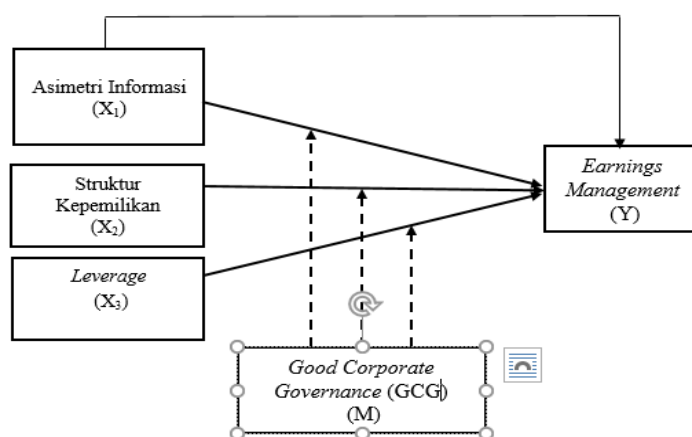 Asimetri Informasi
(X₁)
Struktur
Kepemilikan
(X₂)
Leverage
(X₃)
Earnings
Management
(Y)
Good Corporate
Governance (GCG)
(M)